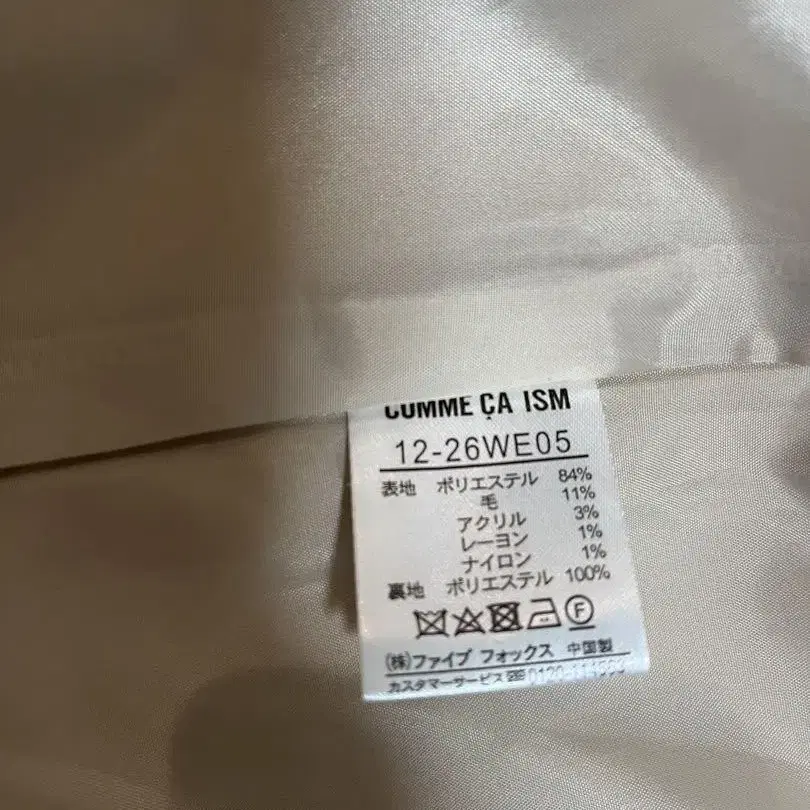 COMME ÇA ISM
12-26WE05
表地 ポリエステル 84%
毛 11%
アクリル 3%
レーヨン 1%
ナイロン 1%
裏地 ポリエステル 100%
F
(株)ファイブ フォックス 中国製
カスタマーサービス 0120-114563